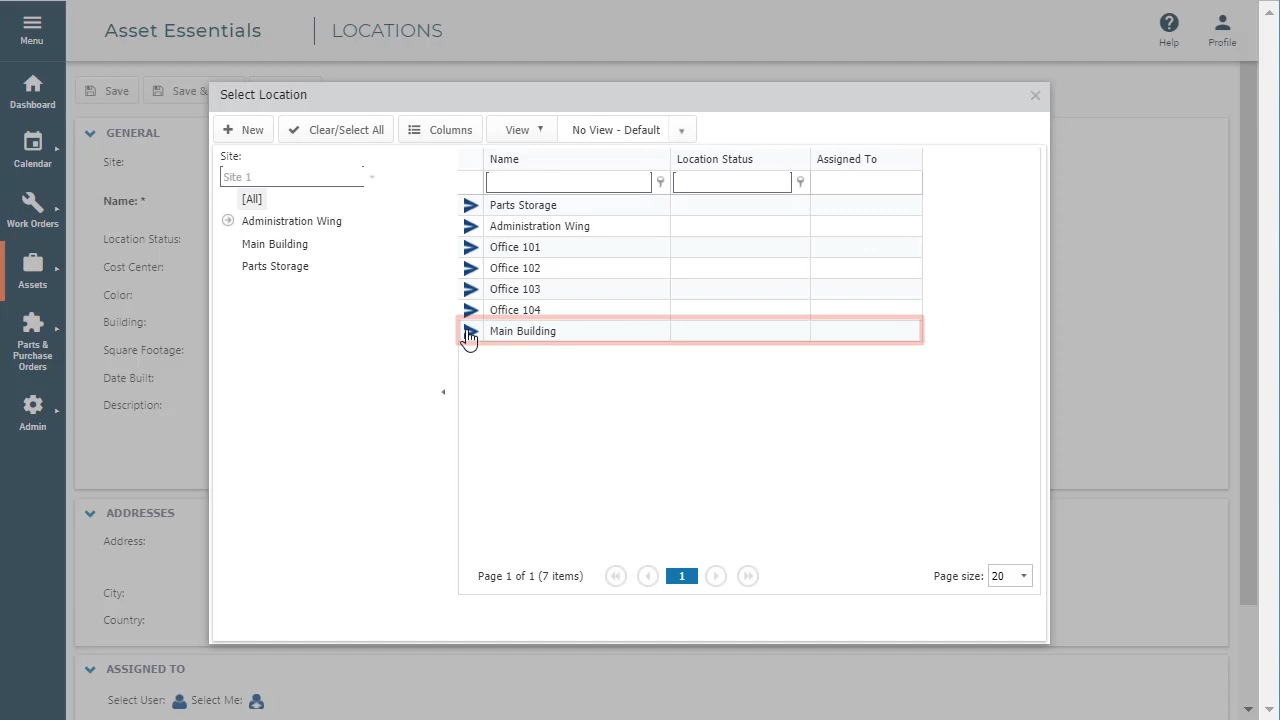 Menu
Asset Essentials
LOCATIONS
Help
Profile
Dashboard
Calendar
Work Orders
Assets
Parts &
Purchase
Orders
Admin
Save
Save &
GENERAL
Site:
Name: *
Location Status:
Cost Center:
Color:
Building:
Square Footage:
Date Built:
Description:
ADDRESSES
Address:
City:
Country:
ASSIGNED TO
Select User:
Select Me:
Select Location
New
Clear/Select All
Columns
View
No View - Default
Site:
Site 1
[All]
Administration Wing
Main Building
Parts Storage
Name
Location Status
Assigned To
Parts Storage
Administration Wing
Office 101
Office 102
Office 103
Office 104
Main Building
Page 1 of 1 (7 items)
1
Page size:
20